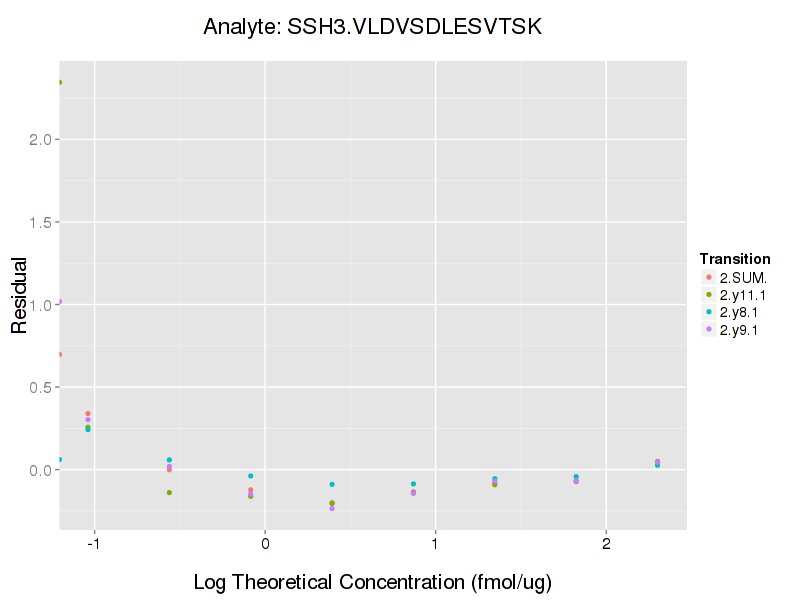 Analyte: SSH3.VLDVSDLESVTSK
Residual
2.0
1.5
1.0
0.5
0.0
-1
0
1
2
Log Theoretical Concentration (fmol/ug)
Transition
2.SUM.
2.y11.1
2.y8.1
2.y9.1